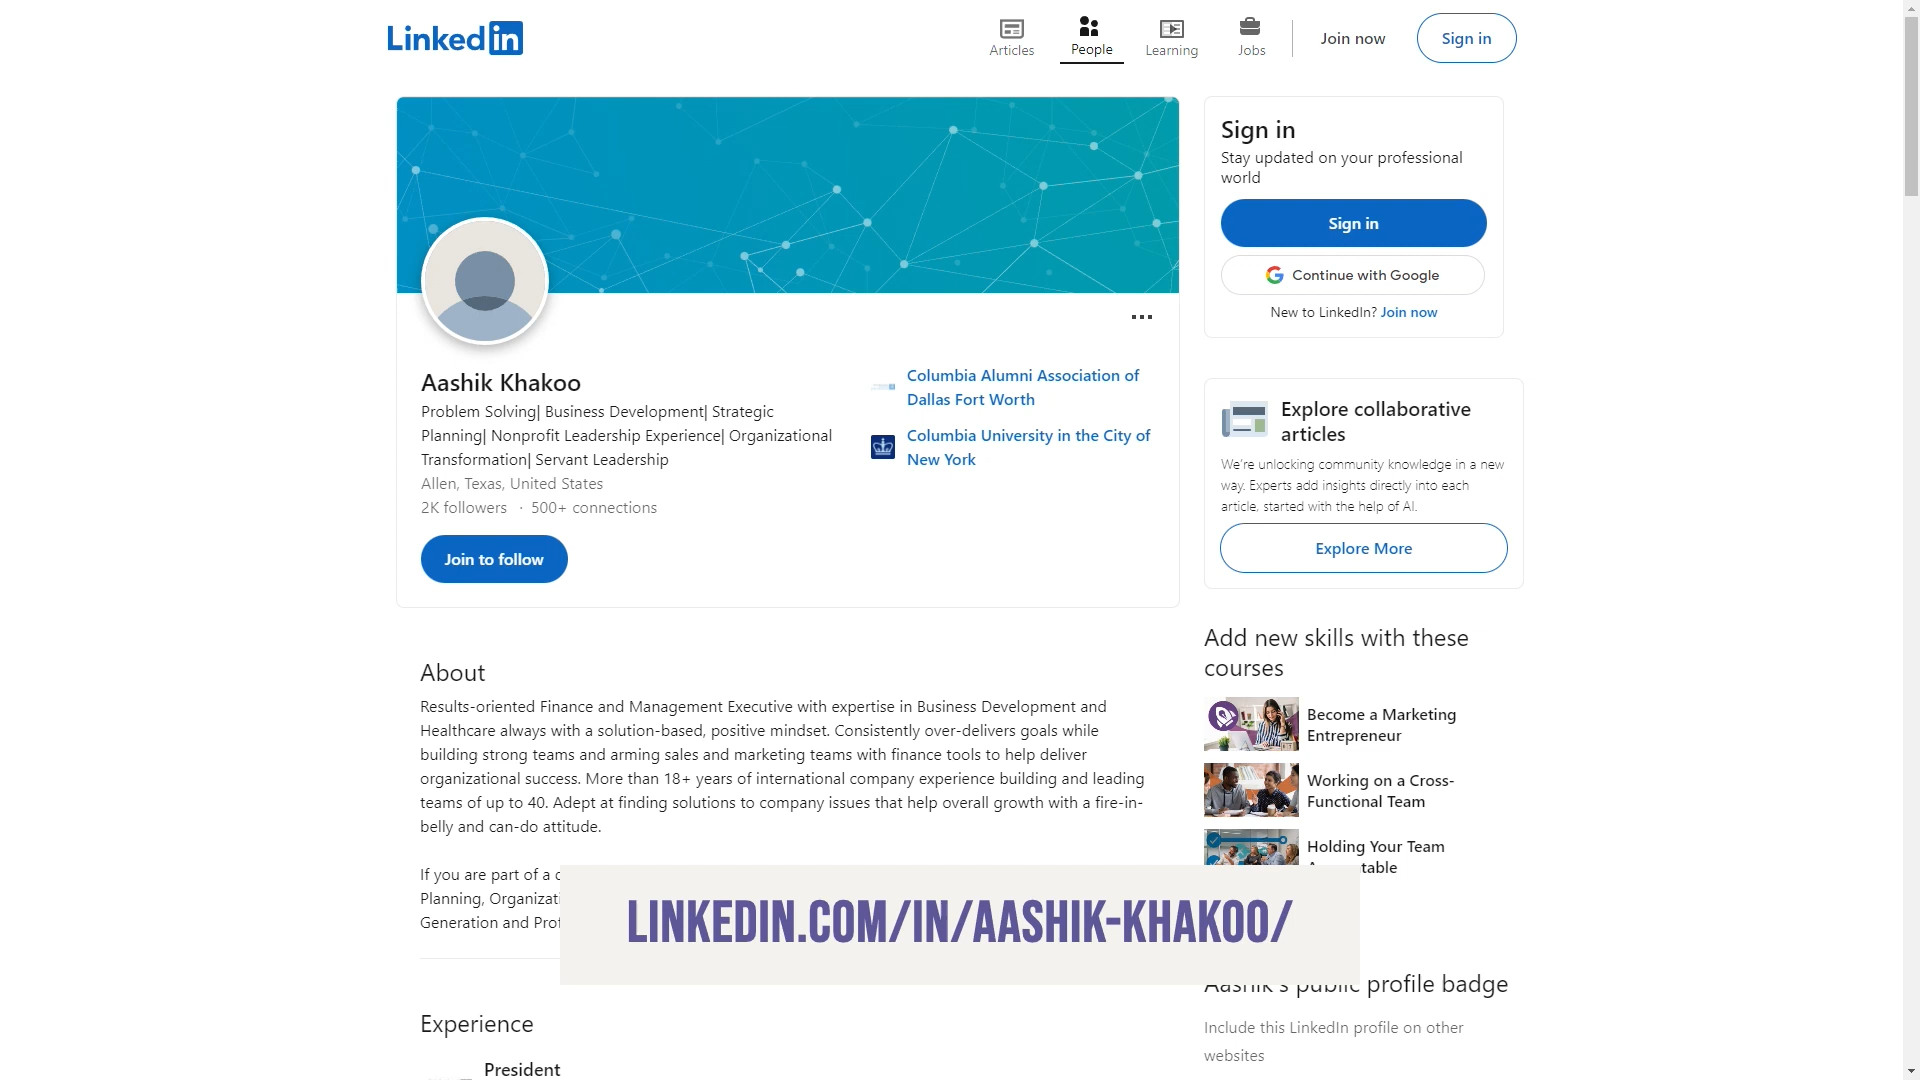 Linked in
Articles
People
Learning
Jobs
Join now
Sign in
Aashik Khakoo
Problem Solving| Business Development| Strategic
Planning| Nonprofit Leadership Experience| Organizational
Transformation| Servant Leadership
Allen, Texas, United States
2K followers · 500+ connections
Join to follow
Columbia Alumni Association of
Dallas Fort Worth
Columbia University in the City of
New York
About
Results-oriented Finance and Management Executive with expertise in Business Development and
Healthcare always with a solution-based, positive mindset. Consistently over-delivers goals while
building strong teams and arming sales and marketing teams with finance tools to help deliver
organizational success. More than 18+ years of international company experience building and leading
teams of up to 40. Adept at finding solutions to company issues that help overall growth with a fire-in-
belly and can-do attitude.
If you are part of a
Planning,
Generation and
LINKEDIN.COM/IN/AASHIK-KHAKOO/
Experience
President
Sign in
Stay updated on your professional
world
Sign in
Continue with Google
New to LinkedIn? Join now
Explore collaborative
articles
We're unlocking community knowledge in a new
way. Experts add insights directly into each
article, started with the help of AI.
Explore More
Add new skills with these
courses
Become a Marketing
Entrepreneur
Working on a Cross-
Functional Team
Holding Your Team
Aashik's public profile badge
Include this LinkedIn profile on other
websites